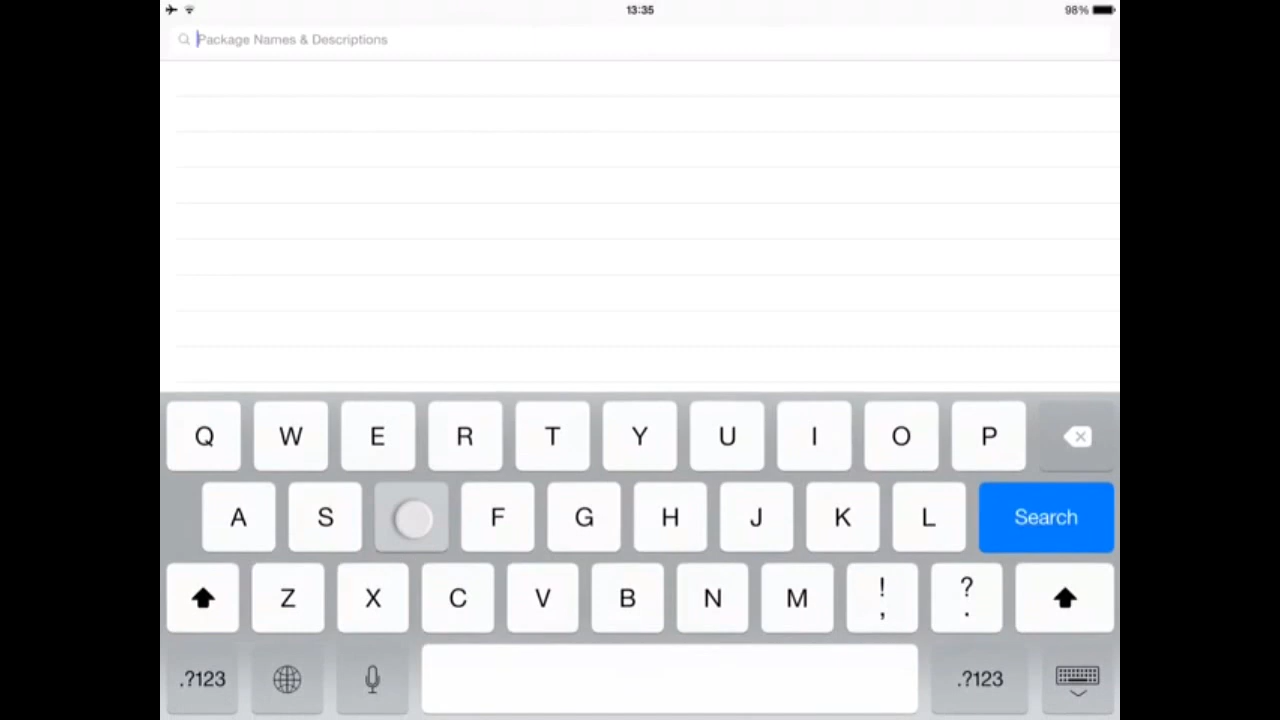 13:35
98%
Package Names & Descriptions
Q W E R T Y U I O P
A S F G H J K L Search
Z X C V B N M ! , ? .
.?123 .?123